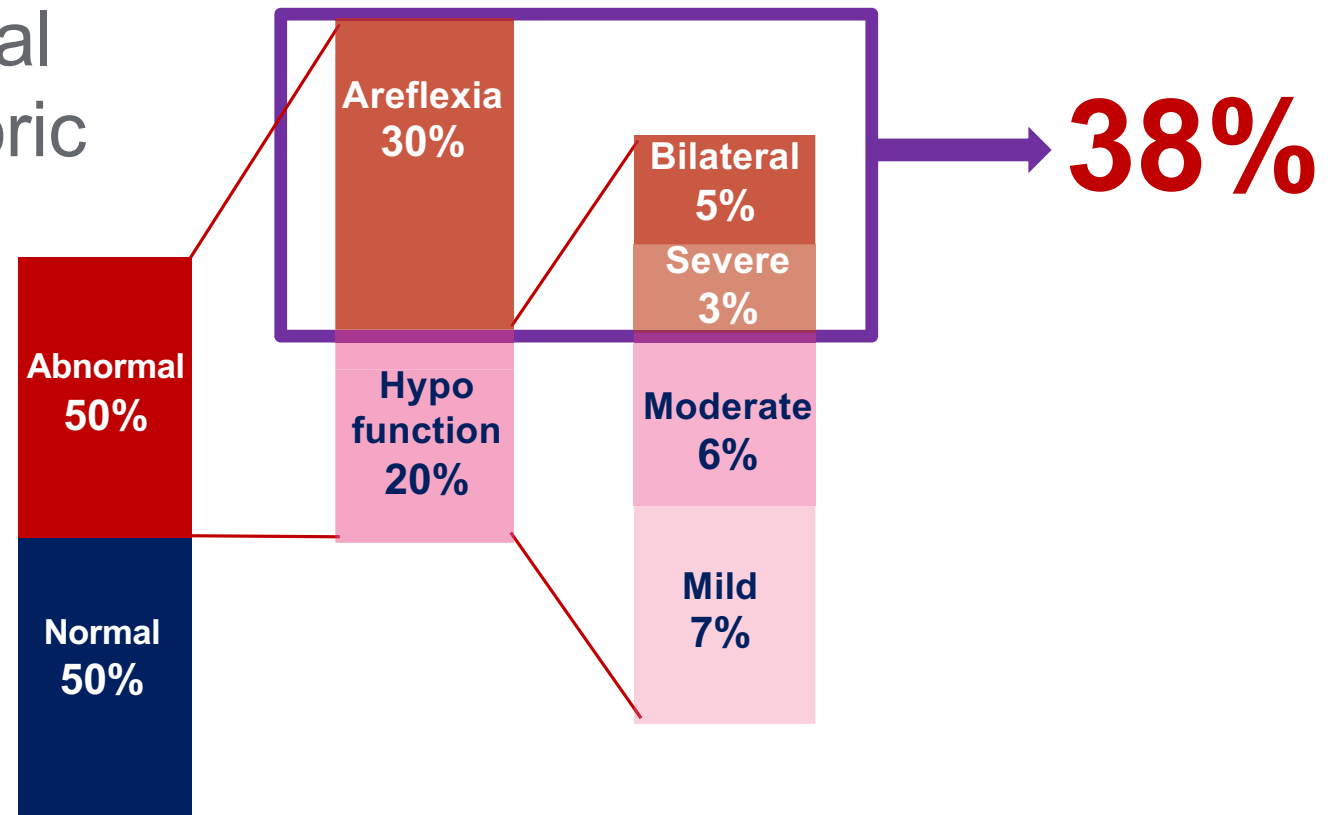 al
oric
Abnormal
50%
Normal
50%
Areflexia
30%
Hypo
function
20%
Bilateral
5%
Severe
3%
Moderate
6%
Mild
7%
38%